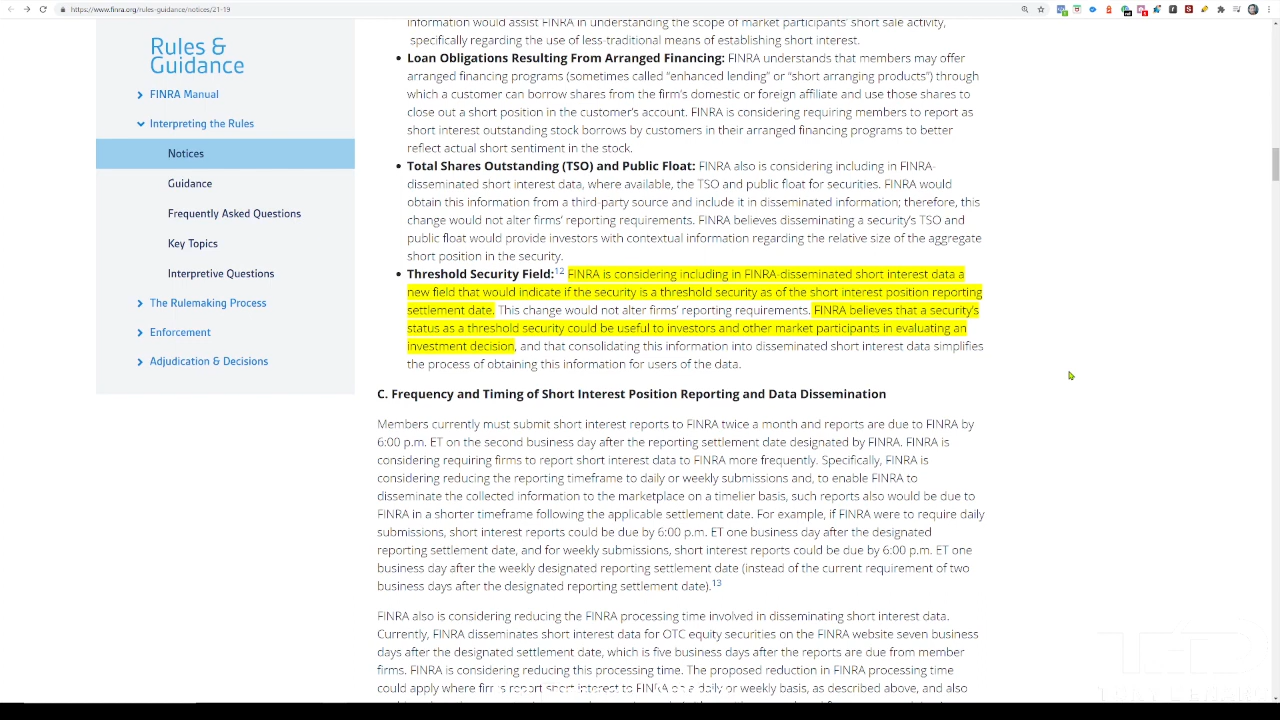 https://www.finra.org/rules-guidance/notices/21-19
Rules &
Guidance
FINRA Manual
Interpreting the Rules
Notices
Guidance
Frequently Asked Questions
Key Topics
Interpretive Questions
The Rulemaking Process
Enforcement
Adjudication & Decisions
information would assist FINRA in understanding the scope of market participants' short sale activity,
specifically regarding the use of less-traditional means of establishing short interest.
• Loan Obligations Resulting From Arranged Financing: FINRA understands that members may offer
arranged financing programs (sometimes called “enhanced lending” or “short arranging products”) through
which a customer can borrow shares from the firm’s domestic or foreign affiliate and use those shares to
close out a short position in the customer’s account. FINRA is considering requiring members to report as
short interest outstanding stock borrows by customers in their arranged financing programs to better
reflect actual short sentiment in the stock.
• Total Shares Outstanding (TSO) and Public Float: FINRA also is considering including in FINRA-
disseminated short interest data, where available, the TSO and public float for securities. FINRA would
obtain this information from a third-party source and include it in disseminated information; therefore, this
change would not alter firms’ reporting requirements. FINRA believes disseminating a security’s TSO and
public float would provide investors with contextual information regarding the relative size of the aggregate
short position in the security.
• Threshold Security Field:12 FINRA is considering including in FINRA-disseminated short interest data a
new field that would indicate if the security is a threshold security as of the short interest position reporting
settlement date. This change would not alter firms’ reporting requirements. FINRA believes that a security’s
status as a threshold security could be useful to investors and other market participants in evaluating an
investment decision, and that consolidating this information into disseminated short interest data simplifies
the process of obtaining this information for users of the data.
C. Frequency and Timing of Short Interest Position Reporting and Data Dissemination
Members currently must submit short interest reports to FINRA twice a month and reports are due to FINRA by
6:00 p.m. ET on the second business day after the reporting settlement date designated by FINRA. FINRA is
considering requiring firms to report short interest data to FINRA more frequently. Specifically, FINRA is
considering reducing the reporting timeframe to daily or weekly submissions and, to enable FINRA to
disseminate the collected information to the marketplace on a timelier basis, such reports also would be due to
FINRA in a shorter timeframe following the applicable settlement date. For example, if FINRA were to require daily
submissions, short interest reports could be due by 6:00 p.m. ET one business day after the designated
reporting settlement date, and for weekly submissions, short interest reports could be due by 6:00 p.m. ET one
business day after the weekly designated reporting settlement date (instead of the current requirement of two
business days after the designated reporting settlement date).13
FINRA also is considering reducing the FINRA processing time involved in disseminating short interest data.
Currently, FINRA disseminates short interest data for OTC equity securities on the FINRA website seven business
days after the designated settlement date, which is five business days after the reports are due from member
firms. FINRA is considering reducing this processing time. The proposed reduction in FINRA processing time
could apply where firms report short interest to FINRA on a daily or weekly basis, as described above, and also